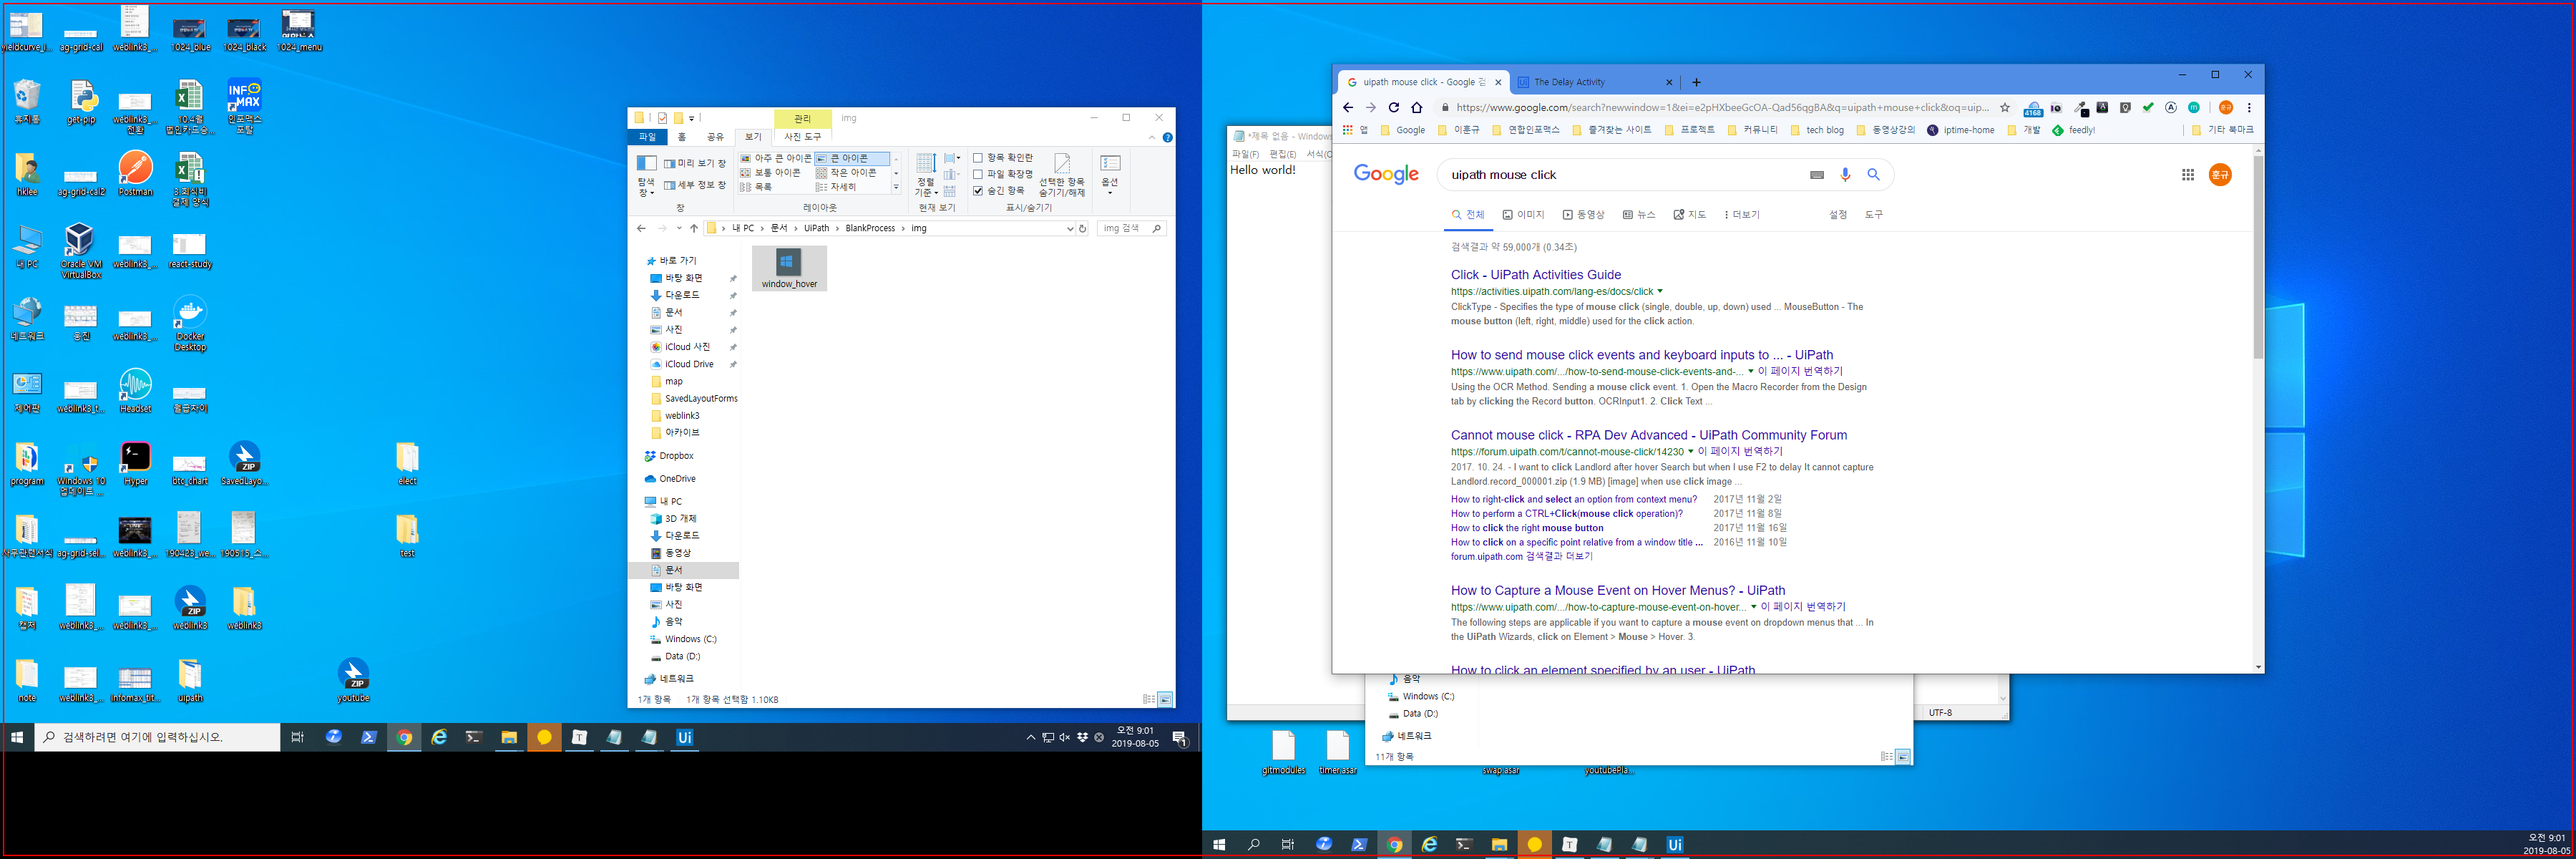 yieldcurve_i...
ag-grid-cal
weblink3_...
1024_blue
1024_black
1024_menu
휴지통
get-pip
weblink3_...
전환
10.4월
법인카드승...
인포맥스
포탈
hklee
ag-grid-cal2
Postman
3.회식비
결제 양식
내 PC
Oracle VM
VirtualBox
weblink3_...
react-study
네트워크
weblink3_...
Docker
Desktop
제어판
weblink3_t...
Headset
program
Windows 10
업데이트 ...
Hyper
btc_chart
SavedLayo...
elect
사무관련서식
ag-grid-sel...
weblink3_...
190423_we...
190515_스...
test
캡처
weblink3_...
weblink3_...
weblink3
weblink3
note
weblink3_...
infomax_tit...
uipath
youtube
관리
img
파일
홈
공유
보기
사진 도구
탐색
창
미리 보기 창
세부 정보 창
창
아주 큰 아이콘
큰 아이콘
보통 아이콘
작은 아이콘
목록
자세히
레이아웃
정렬
기준
현재 보기
항목 확인란
파일 확장명
숨긴 항목
선택한 항목
숨기기/해제
표시/숨기기
옵션
내 PC > 문서 > UiPath > BlankProcess > img
img 검색
바로 가기
바탕 화면
다운로드
문서
사진
iCloud 사진
iCloud Drive
map
SavedLayoutForms
weblink3
아카이브
Dropbox
OneDrive
내 PC
3D 개체
다운로드
동영상
문서
바탕 화면
사진
음악
Windows (C:)
Data (D:)
네트워크
window_hover
1개 항목
1개 항목 선택함 1.10KB
검색하려면 여기에 입력하십시오.
오전 9:01
2019-08-05
*제목 없음 - Windows
파일(F) 편집(E) 서식(O
Hello world!
UTF-8
uipath mouse click - Google 검
The Delay Activity
https://www.google.com/search?newwindow=1&ei=e2pHXbeeGcOA-Qad56qgBA&q=uipath+mouse+click&oq=uip...
4168
훈규
앱
Google
이훈규
연합인포맥스
즐겨찾는 사이트
프로젝트
커뮤니티
tech blog
동영상강의
iptime-home
개발
feedly!
기타 북마크
Google
uipath mouse click
훈규
전체
이미지
동영상
뉴스
지도
더보기
설정
도구
검색결과 약 59,000개 (0.34초)
Click - UiPath Activities Guide
https://activities.uipath.com/lang-es/docs/click
ClickType - Specifies the type of mouse click (single, double, up, down) used ... MouseButton - The
mouse button (left, right, middle) used for the click action.
How to send mouse click events and keyboard inputs to ... - UiPath
https://www.uipath.com/.../how-to-send-mouse-click-events-and-... 이 페이지 번역하기
Using the OCR Method. Sending a mouse click event. 1. Open the Macro Recorder from the Design
tab by clicking the Record button. OCRInput1. 2. Click Text ...
Cannot mouse click - RPA Dev Advanced - UiPath Community Forum
https://forum.uipath.com/t/cannot-mouse-click/14230 이 페이지 번역하기
2017. 10. 24. - I want to click Landlord after hover Search but when I use F2 to delay It cannot capture
Landlord.record_000001.zip (1.9 MB) [image] when use click image ...
How to right-click and select an option from context menu? 2017년 11월 2일
How to perform a CTRL+Click(mouse click operation)? 2017년 11월 8일
How to click the right mouse button 2017년 11월 16일
How to click on a specific point relative from a window title ... 2016년 11월 10일
forum.uipath.com 검색결과 더보기
How to Capture a Mouse Event on Hover Menus? - UiPath
https://www.uipath.com/.../how-to-capture-mouse-event-on-hover... 이 페이지 번역하기
The following steps are applicable if you want to capture a mouse event on dropdown menus that ... In
the UiPath Wizards, click on Element > Mouse > Hover. 3.
How to click an element specified by an user - UiPath
음악
Windows (C:)
Data (D:)
네트워크
11개 항목
gitmodules
timer.asar
swap.asar
youtubePla...
오전 9:01
2019-08-05